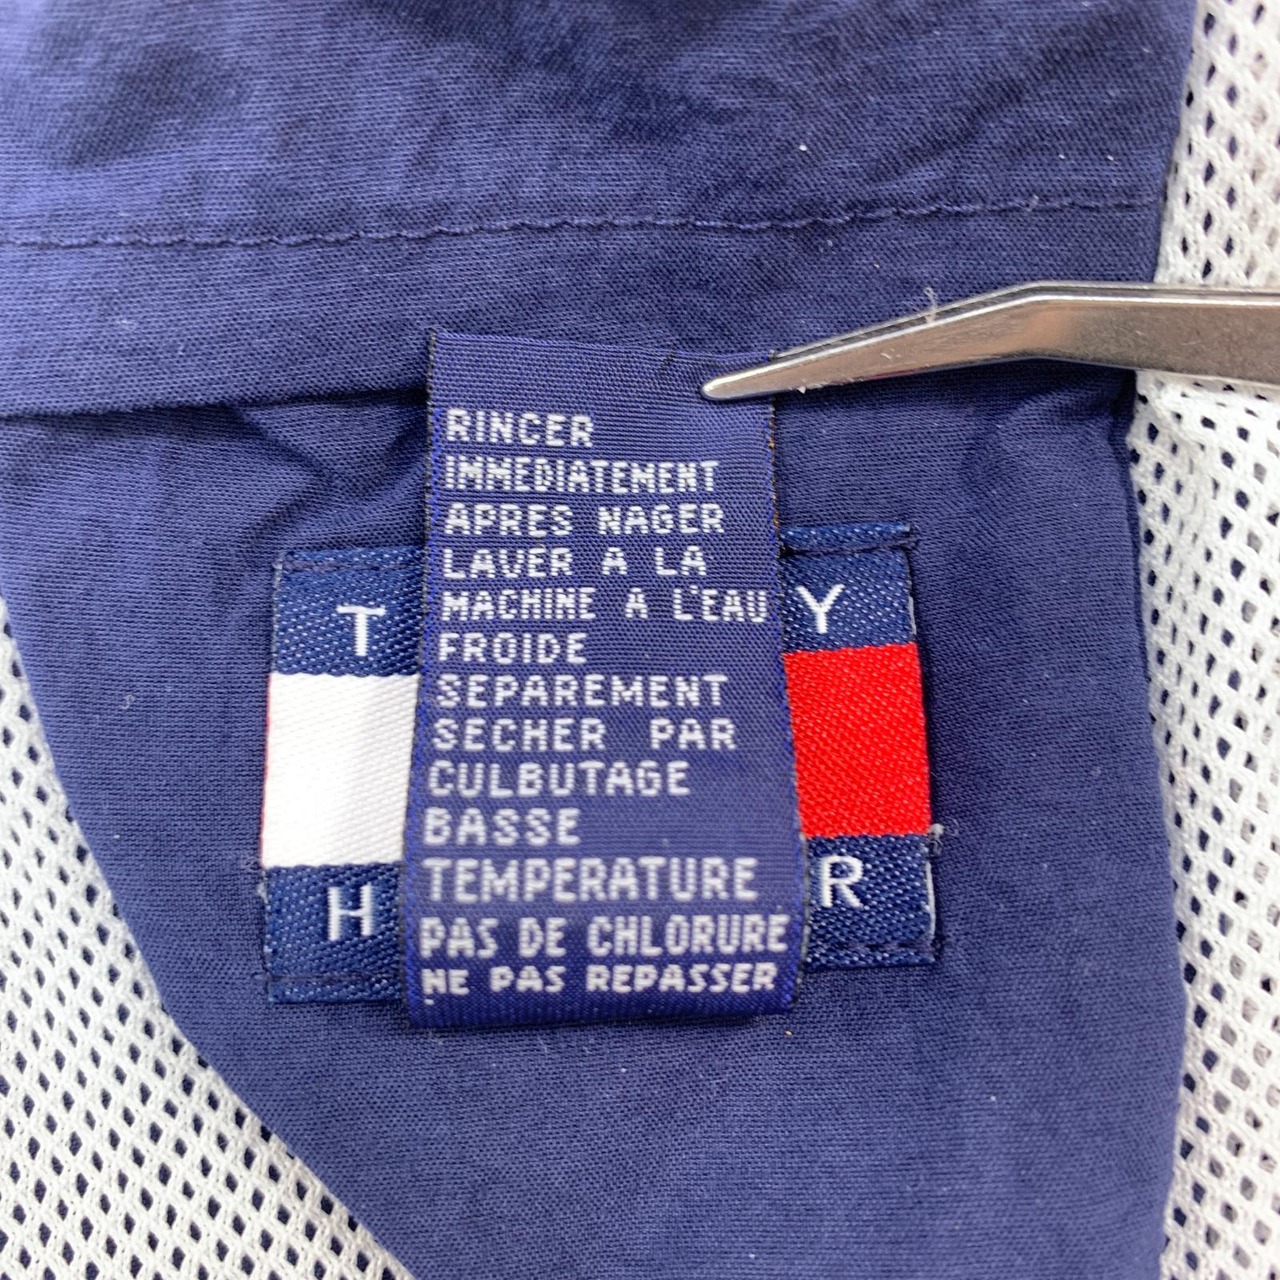 RINCER
IMMEDIATEMENT
APRES NAGER
LAVER A LA
MACHINE A L'EAU
FROIDE
SEPAREMENT
SECHER PAR
CULBUTAGE
BASSE
TEMPERATURE
PAS DE CHLORURE
NE PAS REPASSER
T Y
H R